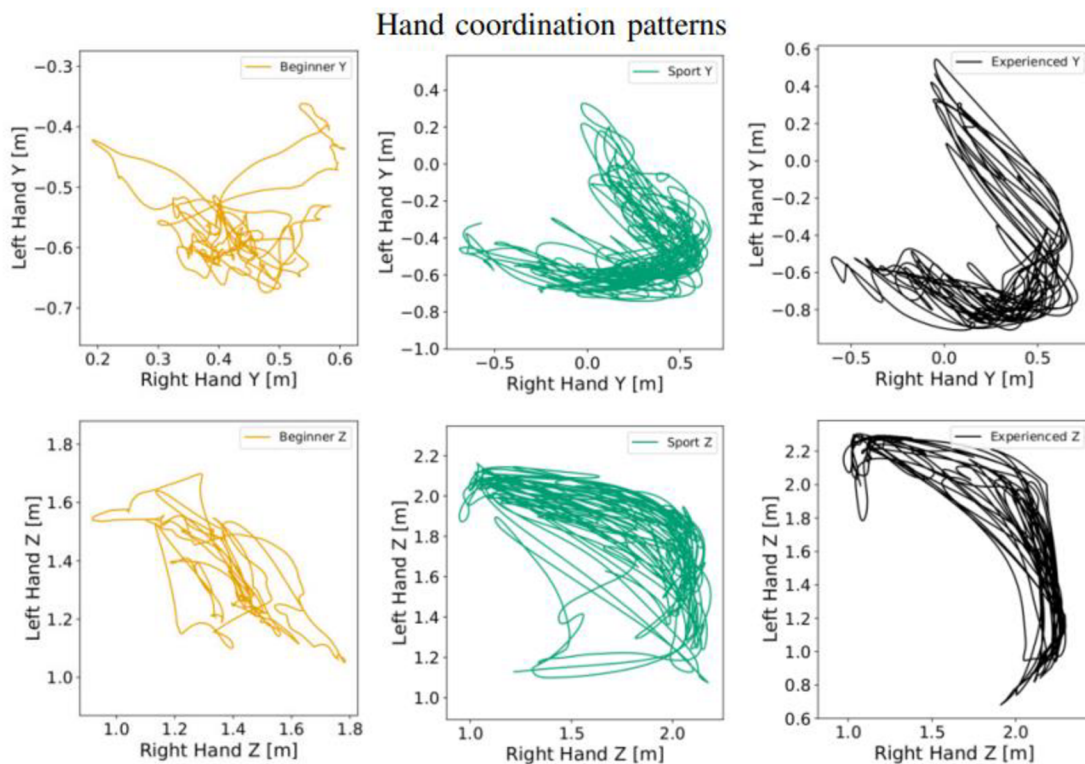 Hand coordination patterns
Beginner Y
−0.3
−0.4
−0.5
−0.6
−0.7
Left Hand Y [m]
0.2 0.3 0.4 0.5 0.6
Right Hand Y [m]
Sport Y
0.6
0.4
0.2
0.0
−0.2
−0.4
−0.6
−0.8
−1.0
Left Hand Y [m]
−0.5 0.0 0.5
Right Hand Y [m]
Experienced Y
0.6
0.4
0.2
0.0
−0.2
−0.4
−0.6
−0.8
Left Hand Y [m]
−0.5 0.0 0.5
Right Hand Y [m]
Beginner Z
1.8
1.6
1.4
1.2
1.0
Left Hand Z [m]
1.0 1.2 1.4 1.6 1.8
Right Hand Z [m]
Sport Z
2.2
2.0
1.8
1.6
1.4
1.2
1.0
Left Hand Z [m]
1.0 1.5 2.0
Right Hand Z [m]
Experienced Z
2.2
2.0
1.8
1.6
1.4
1.2
1.0
0.8
0.6
Left Hand Z [m]
1.0 1.5 2.0
Right Hand Z [m]